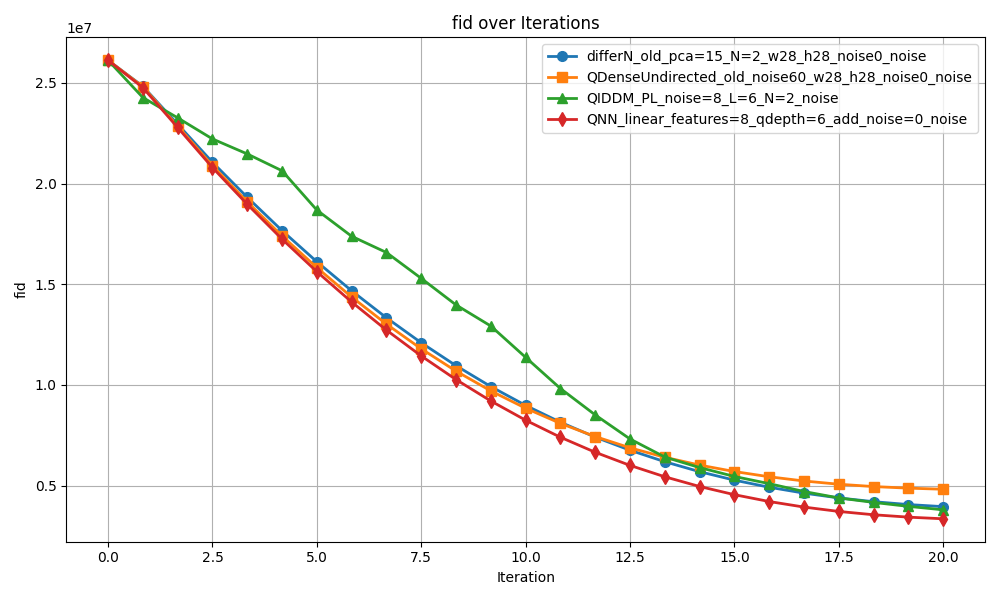 fid over Iterations
1e7
differN_old_pca=15_N=2_w28_h28_noise0_noise
QDenseUndirected_old_noise60_w28_h28_noise0_noise
QIDDM_PL_noise=8_L=6_N=2_noise
QNN_linear_features=8_qdepth=6_add_noise=0_noise
2.5
2.0
1.5
1.0
0.5
fid
0.0 2.5 5.0 7.5 10.0 12.5 15.0 17.5 20.0
Iteration